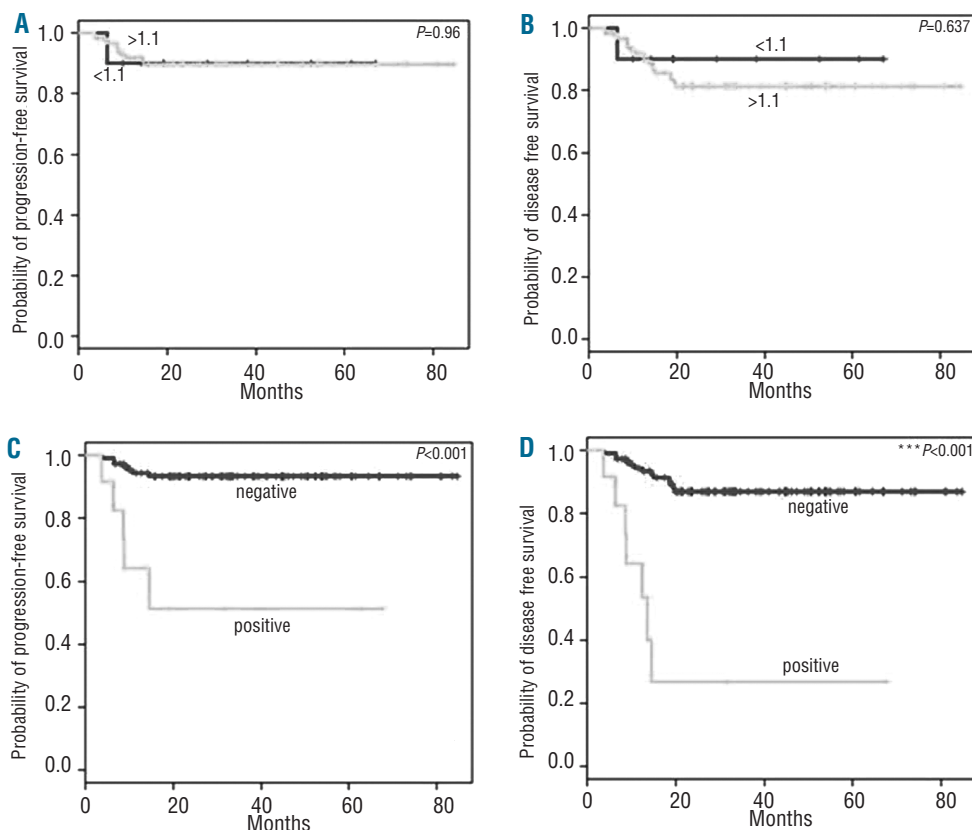 A
P=0.96
Probability of progression-free survival
1.0
0.8
0.6
0.4
0.2
0.0
>1.1
<1.1
0 20 40 60 80
Months
B
P=0.637
Probability of disease free survival
1.0
0.8
0.6
0.4
0.2
0.0
<1.1
>1.1
0 20 40 60 80
Months
C
P<0.001
Probability of progression-free survival
1.0
0.8
0.6
0.4
0.2
0.0
negative
positive
0 20 40 60 80
Months
D
***P<0.001
Probability of disease free survival
1.0
0.8
0.6
0.4
0.2
0.0
negative
positive
0 20 40 60 80
Months